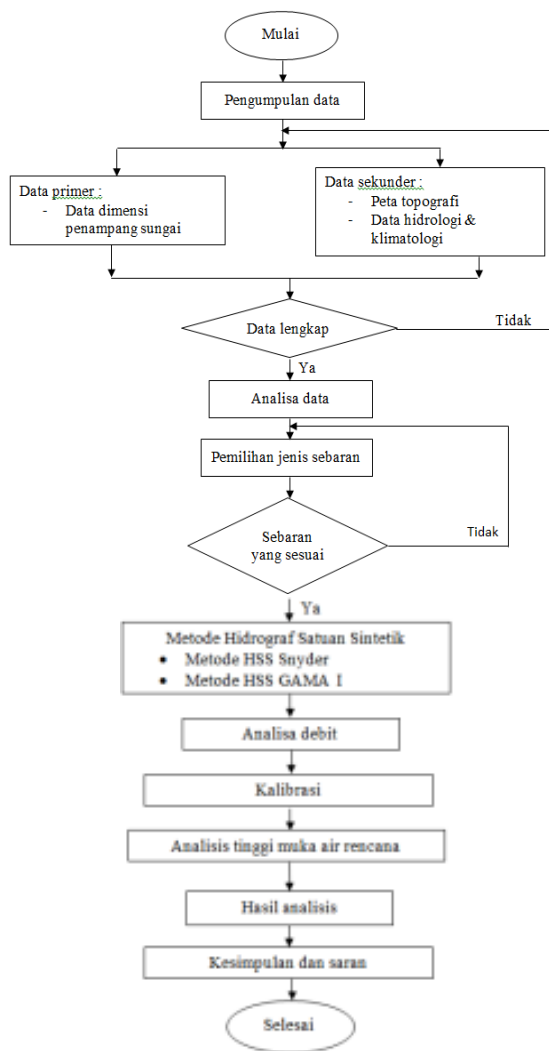 Mulai
Pengumpulan data
Data primer :
- Data dimensi
penampang sungai
Data sekunder :
- Peta topografi
- Data hidrologi &
klimatologi
Data lengkap
Tidak
Ya
Analisa data
Pemilihan jenis sebaran
Sebaran
yang sesuai
Tidak
Ya
Metode Hidrograf Satuan Sintetik
• Metode HSS Snyder
• Metode HSS GAMA I
Analisa debit
Kalibrasi
Analisis tinggi muka air rencana
Hasil analisis
Kesimpulan dan saran
Selesai